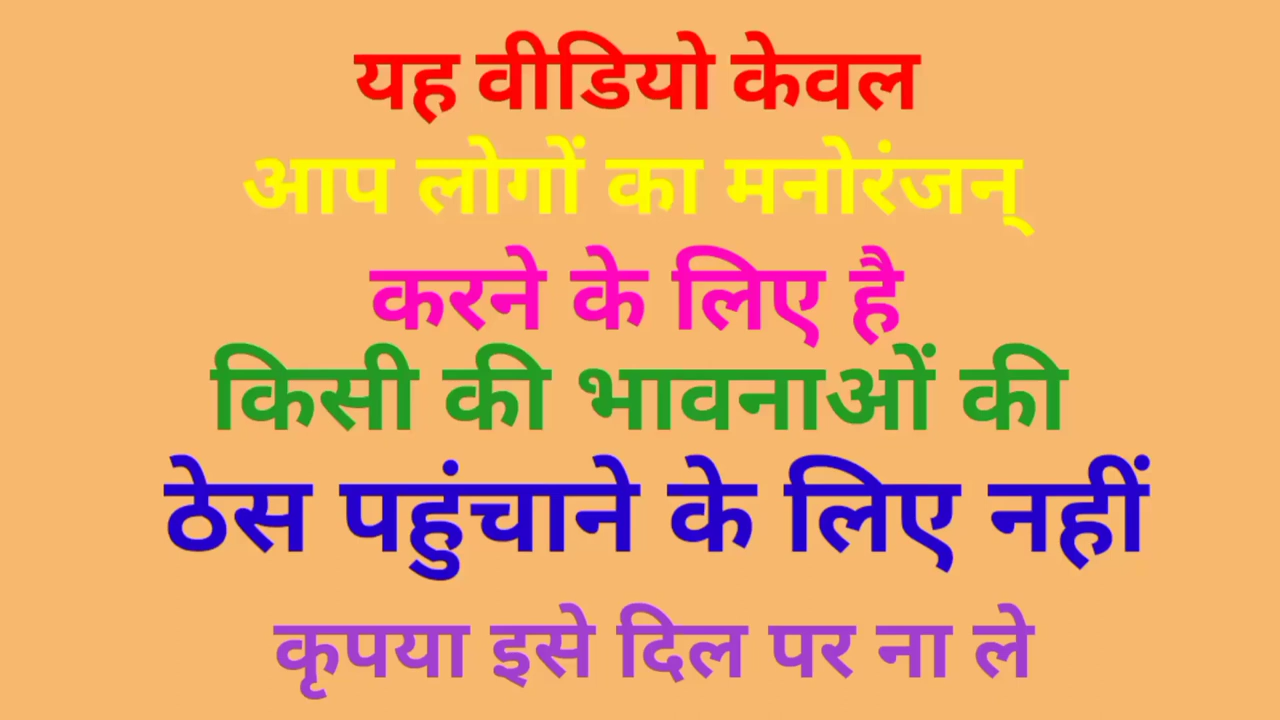 यह वीडियो केवल
आप लोगों का मनोरंजन्
करने के लिए है
किसी की भावनाओं की
ठेस पहुंचाने के लिए नहीं
कृपया इसे दिल पर ना ले